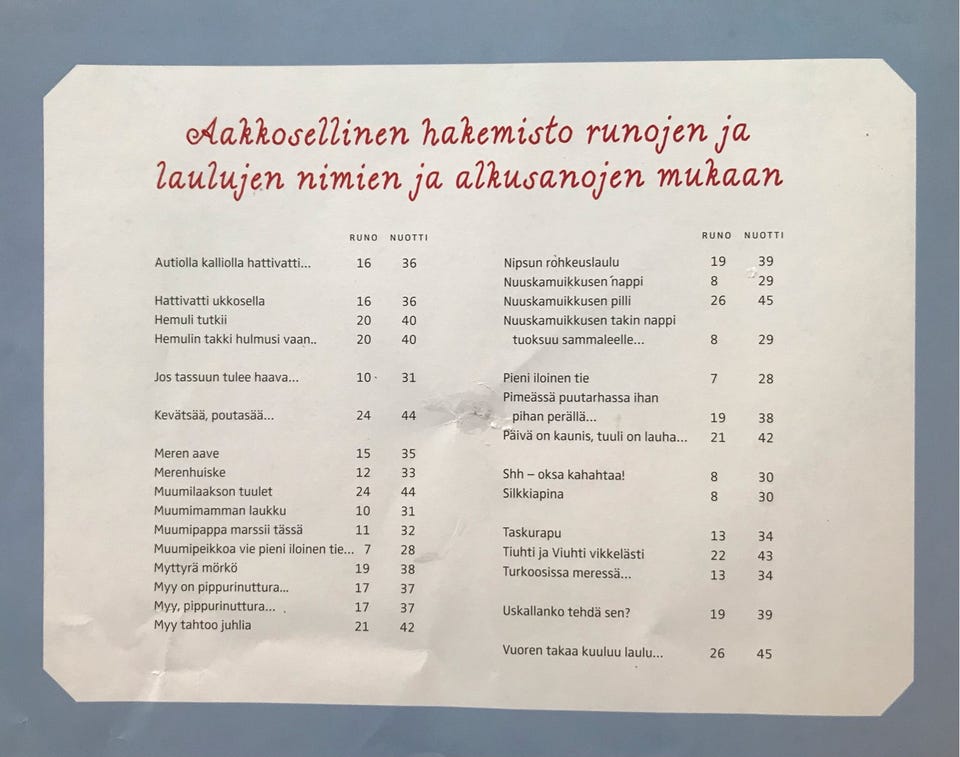 Aakkosellinen hakemisto runojen ja
laulujen nimien ja alkusanojen mukaan
RUNO NUOTTI
Autiolla kalliolla hattivatti... 16 36
Hattivatti ukkosella 16 36
Hemuli tutkii 20 40
Hemulin takki hulmusi vaan.. 20 40
Jos tassuun tulee haava... 10 31
Kevätsää, poutasää... 24 44
Meren aave 15 35
Merenhuiske 12 33
Muumilaakson tuulet 24 44
Muumimamman laukku 10 31
Muumipappa marssii tässä 11 32
Muumipeikkoa vie pieni iloinen tie... 7 28
Myttyrä mörkö 19 38
Myy on pippurinuttura... 17 37
Myy, pippurinuttura... 17 37
Myy tahtoo juhlia 21 42
RUNO NUOTTI
Nipsun rohkeuslaulu 19 39
Nuuskamuikkusen nappi 8 29
Nuuskamuikkusen pilli 26 45
Nuuskamuikkusen takin nappi
tuoksuu sammaleelle... 8 29
Pieni iloinen tie 7 28
Pimeässä puutarhassa ihan
pihan perällä... 19 38
Päivä on kaunis, tuuli on lauha... 21 42
Shh – oksa kahahtaa! 8 30
Silkkiapina 8 30
Taskurapu 13 34
Tiuhti ja Viuhti vikkelästi 22 43
Turkoosissa meressä... 13 34
Uskallanko tehdä sen? 19 39
Vuoren takaa kuuluu laulu... 26 45